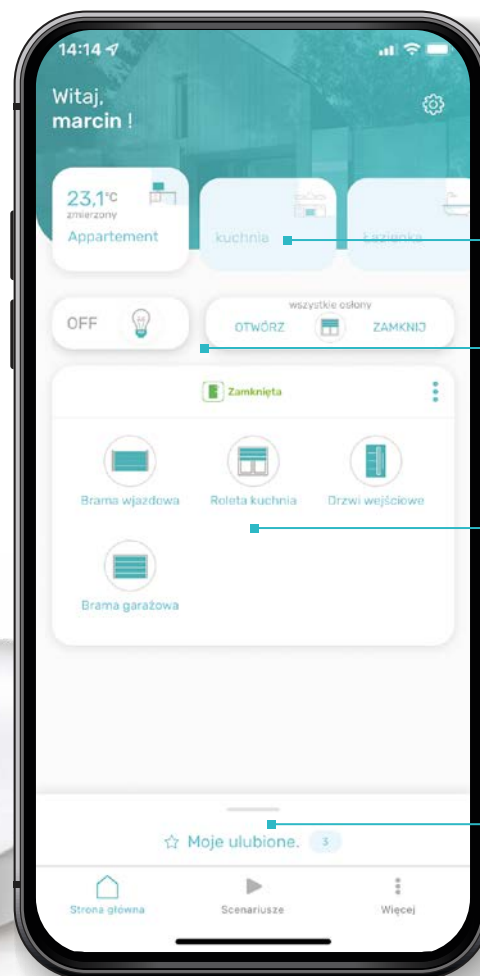 14:14
Witaj,
marcin !
23,1°C
zmierzony
Appartement
kuchnia
Łazienka
OFF
wszystkie osłony
OTWÓRZ
ZAMKNIJ
Zamknięta
Brama wjazdowa
Roleta kuchnia
Drzwi wejściowe
Brama garażowa
Moje ulubione. 3
Strona główna
Scenariusze
Więcej